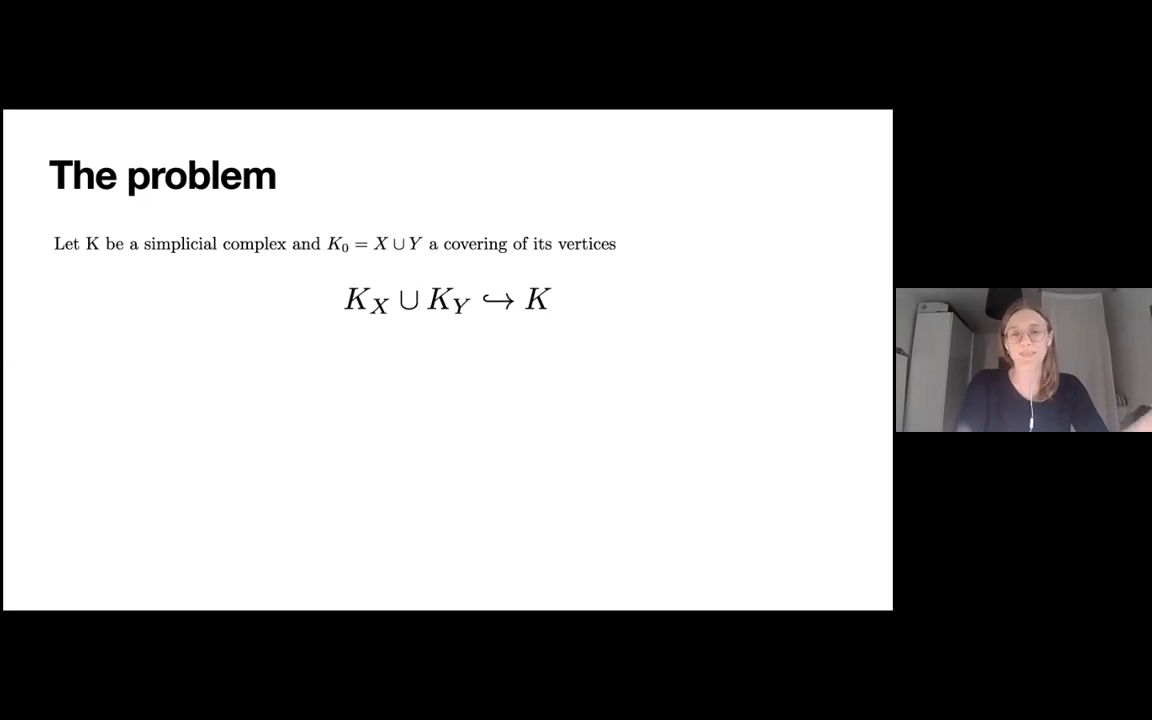 The problem
Let K be a simplicial complex and K₀ = X ∪ Y a covering of its vertices
K_X ∪ K_Y ↪ K